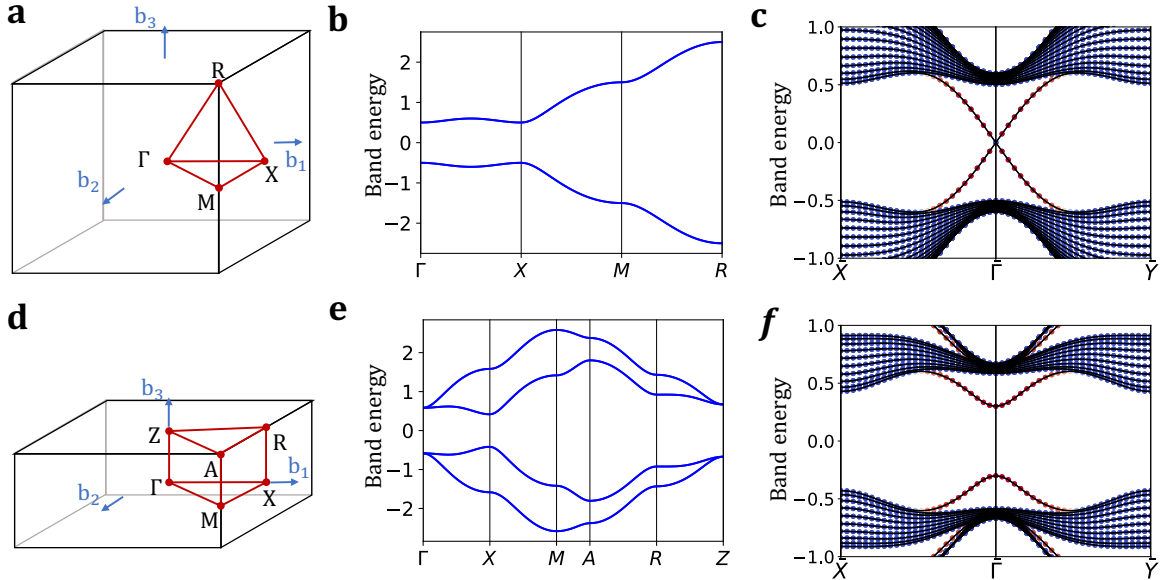 a
b₃
R
Γ
X
b₁
b₂
M
b
Band energy
2
1
0
−1
−2
Γ X M R
c
Band energy
1.0
0.5
0.0
−0.5
−1.0
X̄ Γ̄ Ȳ
d
b₃
Z
R
A
b₁
Γ
X
b₂
M
e
Band energy
2
1
0
−1
−2
Γ X M A R Z
f
Band energy
1.0
0.5
0.0
−0.5
−1.0
X̄ Γ̄ Ȳ